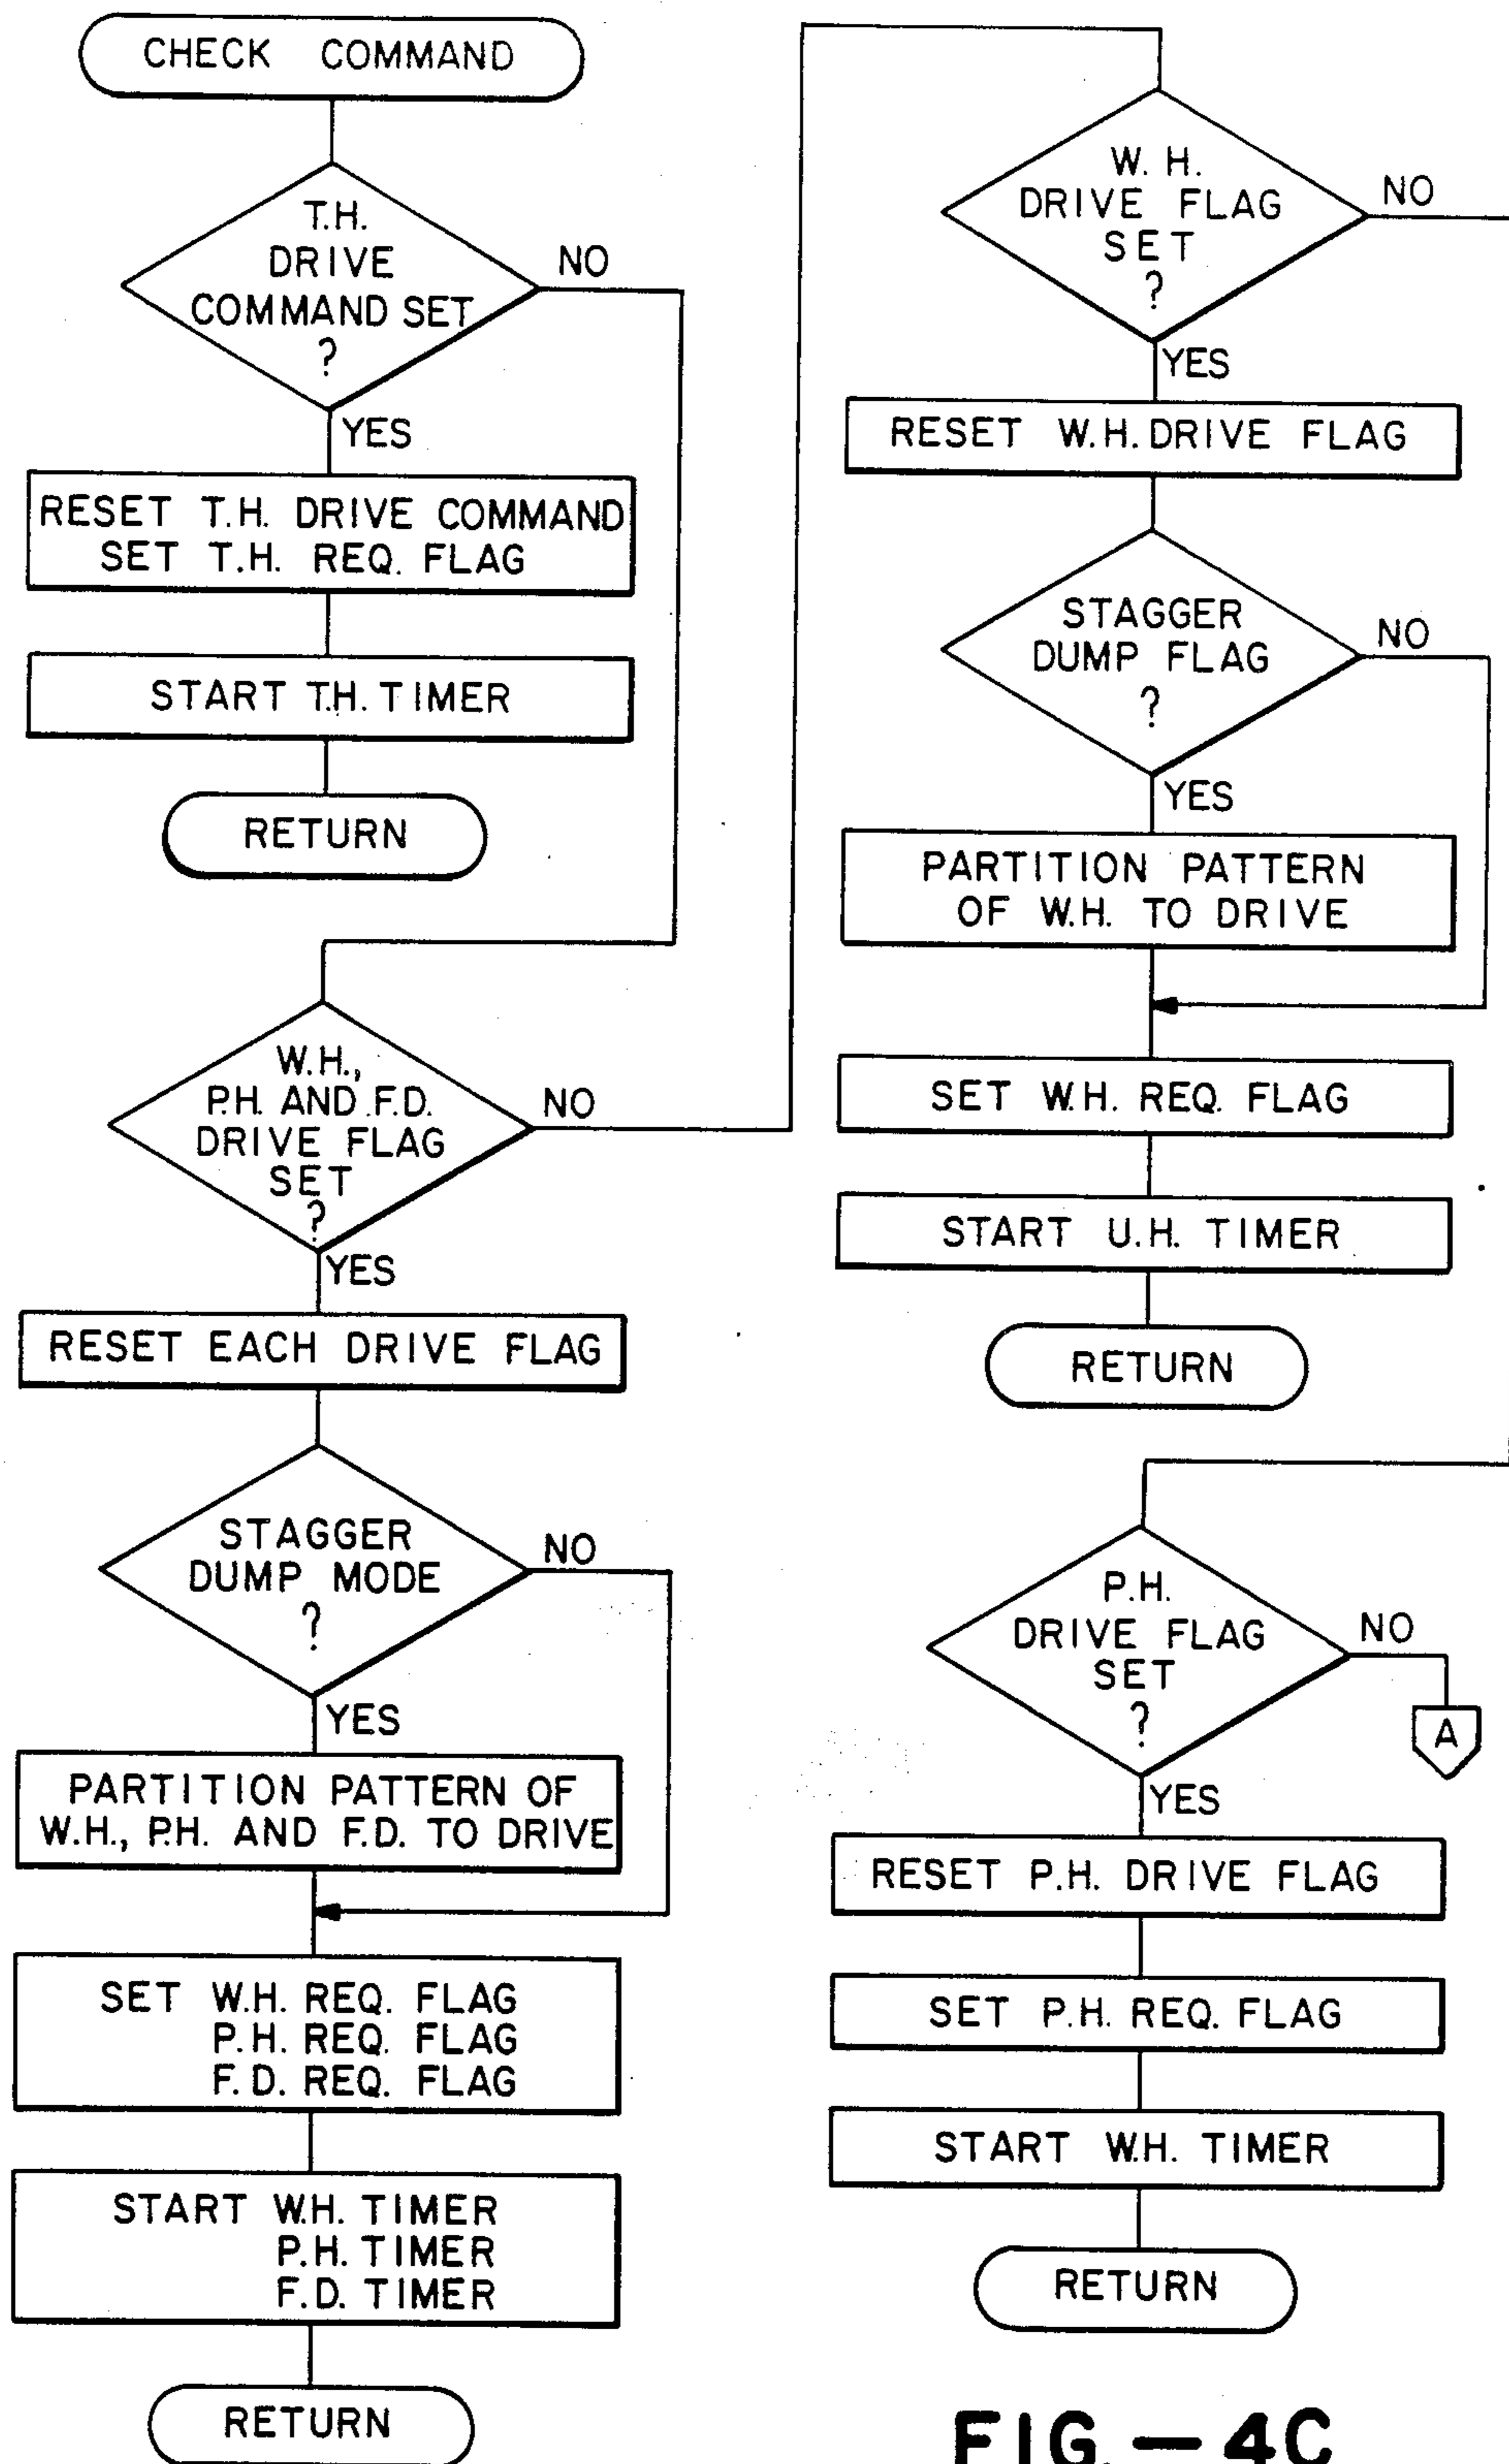 CHECK COMMAND
T.H.
DRIVE
COMMAND SET
?
NO
YES
RESET T.H. DRIVE COMMAND
SET T.H. REQ. FLAG
START T.H. TIMER
RETURN
W.H.,
P.H. AND F.D.
DRIVE FLAG
SET
?
NO
YES
RESET EACH DRIVE FLAG
STAGGER
DUMP MODE
?
NO
YES
PARTITION PATTERN OF
W.H., P.H. AND F.D. TO DRIVE
SET W.H. REQ. FLAG
P.H. REQ. FLAG
F.D. REQ. FLAG
START W.H. TIMER
P.H. TIMER
F.D. TIMER
RETURN
W. H.
DRIVE FLAG
SET
?
NO
YES
RESET W.H. DRIVE FLAG
STAGGER
DUMP FLAG
?
NO
YES
PARTITION PATTERN
OF W.H. TO DRIVE
SET W.H. REQ. FLAG
START U.H. TIMER
RETURN
P.H.
DRIVE FLAG
SET
?
NO
A
YES
RESET P.H. DRIVE FLAG
SET P.H. REQ. FLAG
START W.H. TIMER
RETURN
FIG.—4C